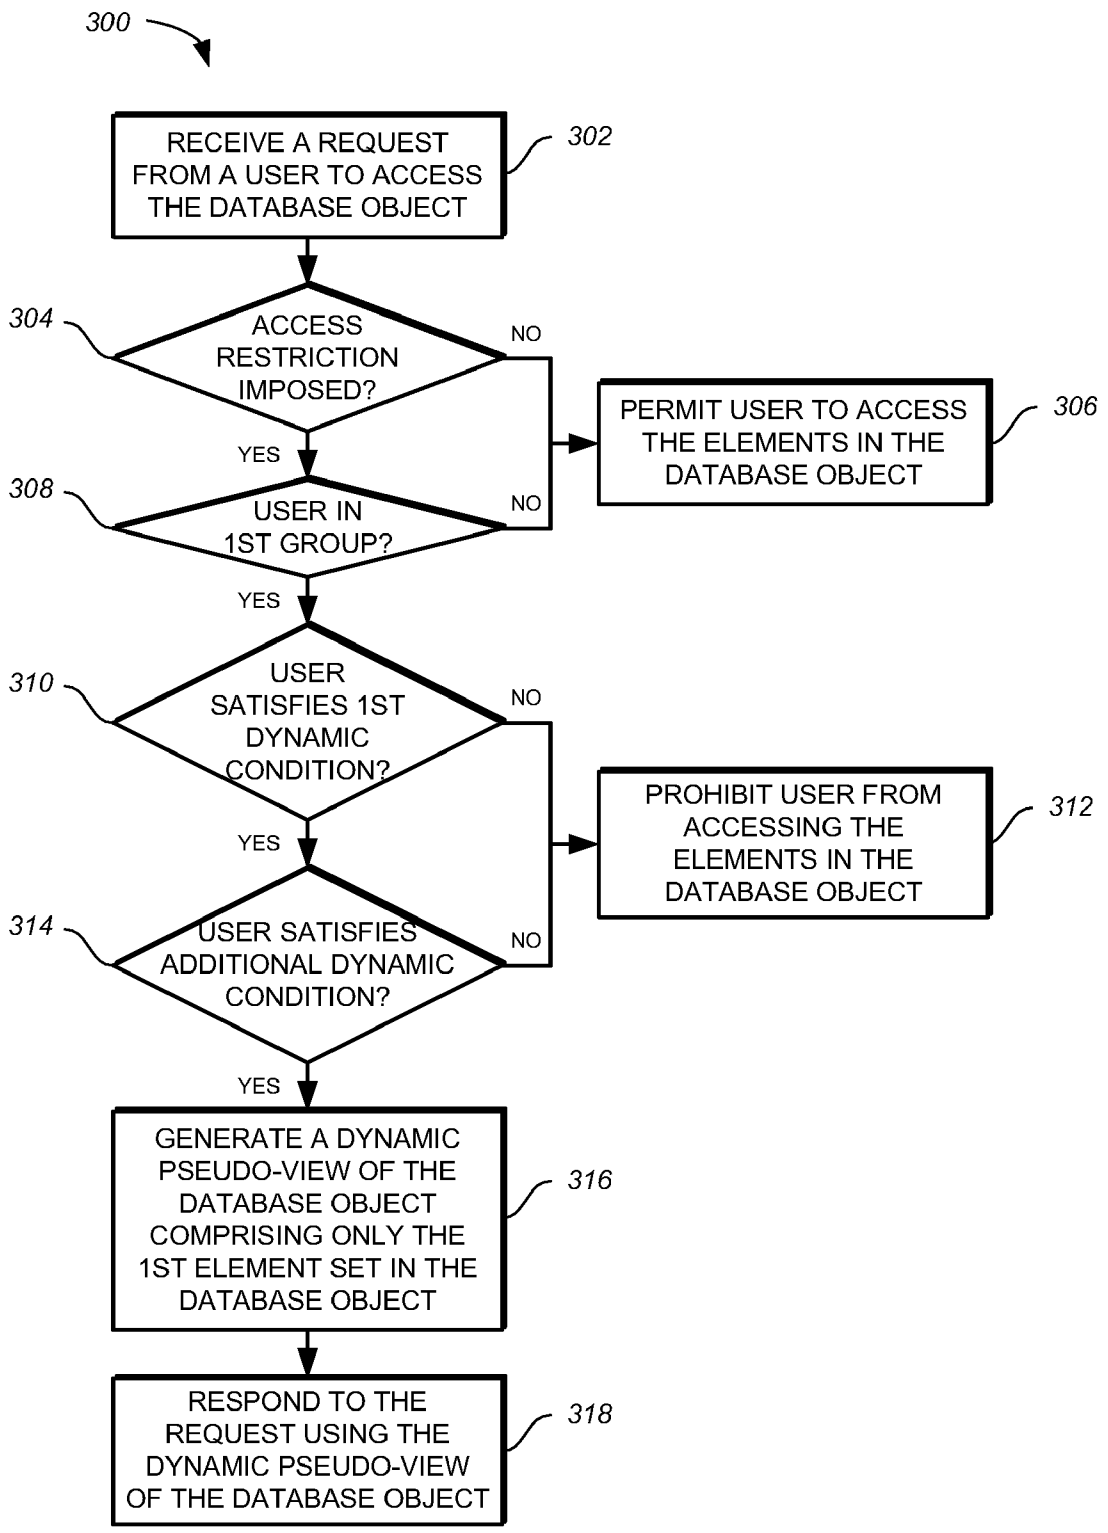 300
RECEIVE A REQUEST
FROM A USER TO ACCESS
THE DATABASE OBJECT
302
304
ACCESS
RESTRICTION
IMPOSED?
NO
YES
PERMIT USER TO ACCESS
THE ELEMENTS IN THE
DATABASE OBJECT
306
308
USER IN
1ST GROUP?
NO
YES
310
USER
SATISFIES 1ST
DYNAMIC
CONDITION?
NO
YES
PROHIBIT USER FROM
ACCESSING THE
ELEMENTS IN THE
DATABASE OBJECT
312
314
USER SATISFIES
ADDITIONAL DYNAMIC
CONDITION?
NO
YES
GENERATE A DYNAMIC
PSEUDO-VIEW OF THE
DATABASE OBJECT
COMPRISING ONLY THE
1ST ELEMENT SET IN THE
DATABASE OBJECT
316
RESPOND TO THE
REQUEST USING THE
DYNAMIC PSEUDO-VIEW
OF THE DATABASE OBJECT
318